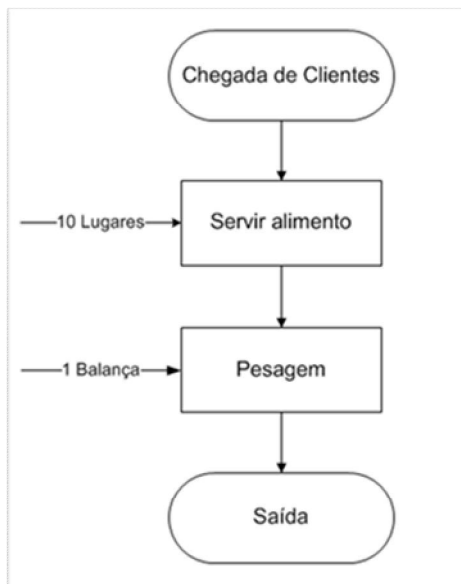 Chegada de Clientes
10 Lugares
Servir alimento
1 Balança
Pesagem
Saída